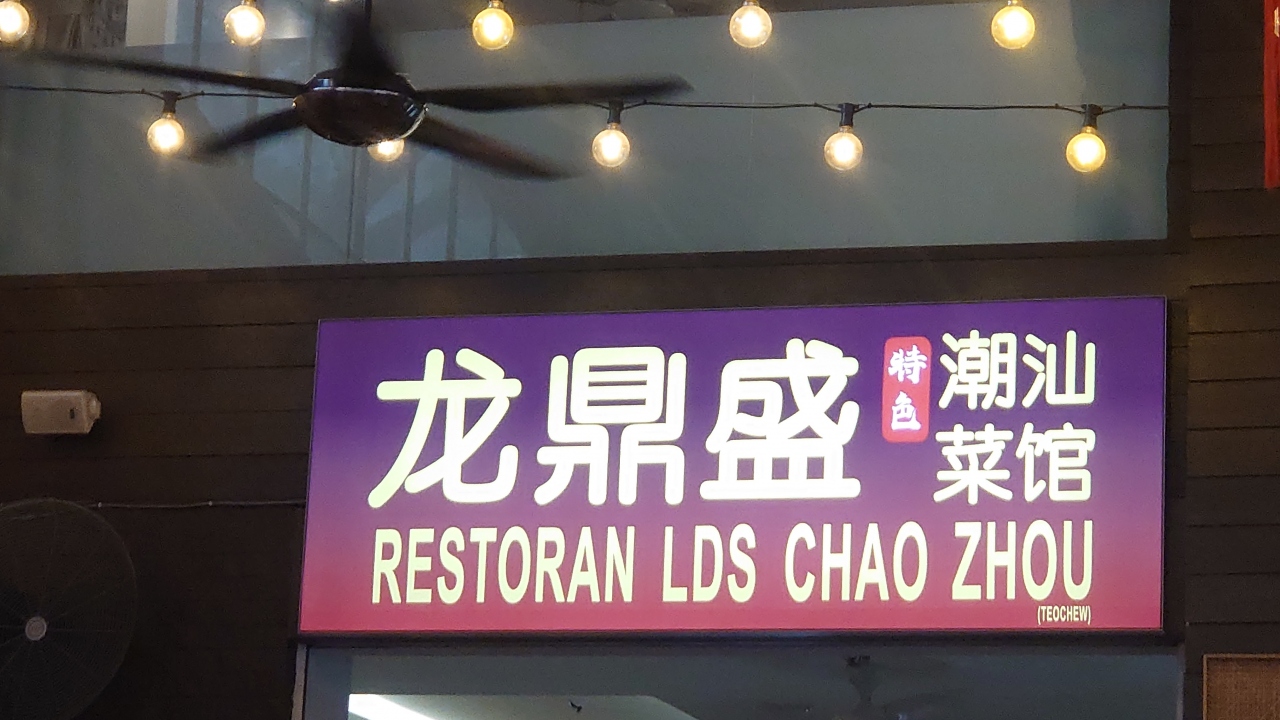 龙鼎盛
特色
潮汕
菜馆
RESTORAN LDS CHAO ZHOU
(TEOCHEW)